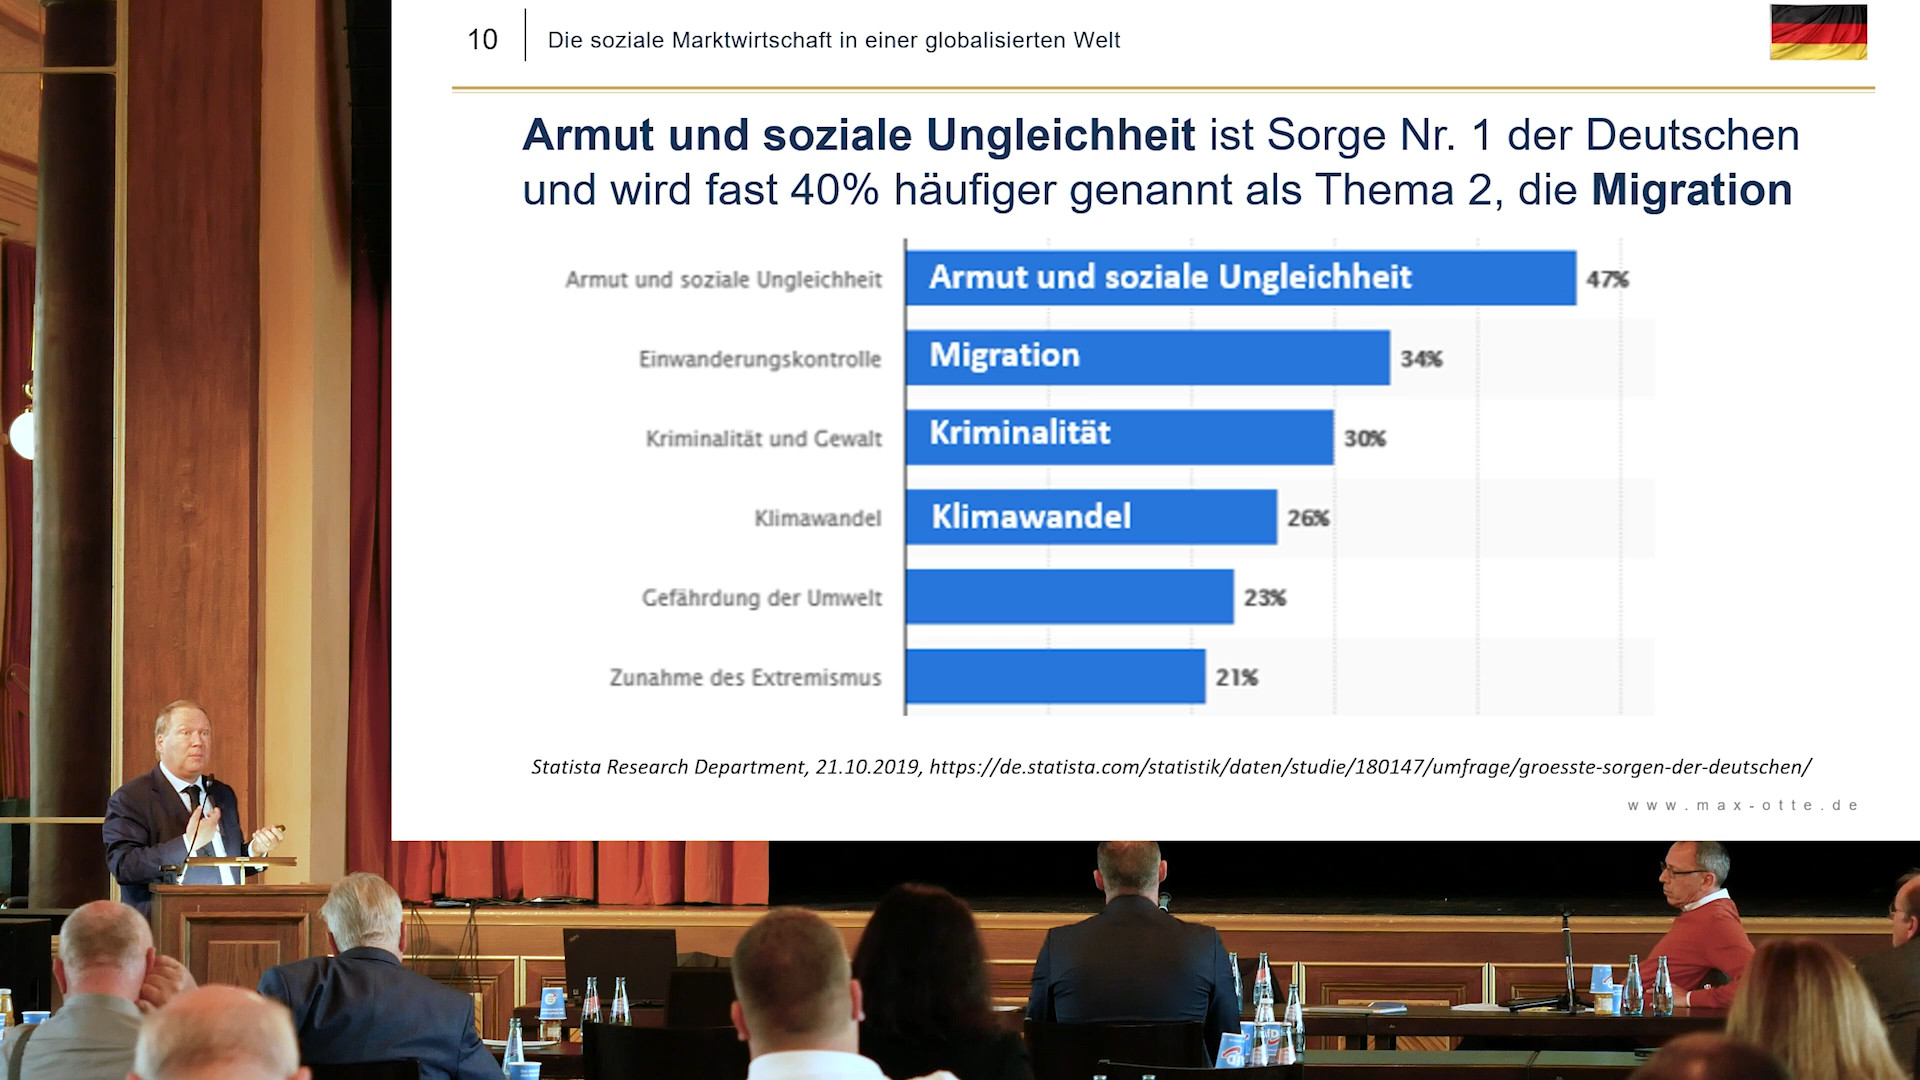 10
Die soziale Marktwirtschaft in einer globalisierten Welt
Armut und soziale Ungleichheit ist Sorge Nr. 1 der Deutschen
und wird fast 40% häufiger genannt als Thema 2, die Migration
Armut und soziale Ungleichheit
Armut und soziale Ungleichheit
47%
Einwanderungskontrolle
Migration
34%
Kriminalität und Gewalt
Kriminalität
30%
Klimawandel
Klimawandel
26%
Gefährdung der Umwelt
23%
Zunahme des Extremismus
21%
Statista Research Department, 21.10.2019, https://de.statista.com/statistik/daten/studie/180147/umfrage/groesste-sorgen-der-deutschen/
www.max-otte.de